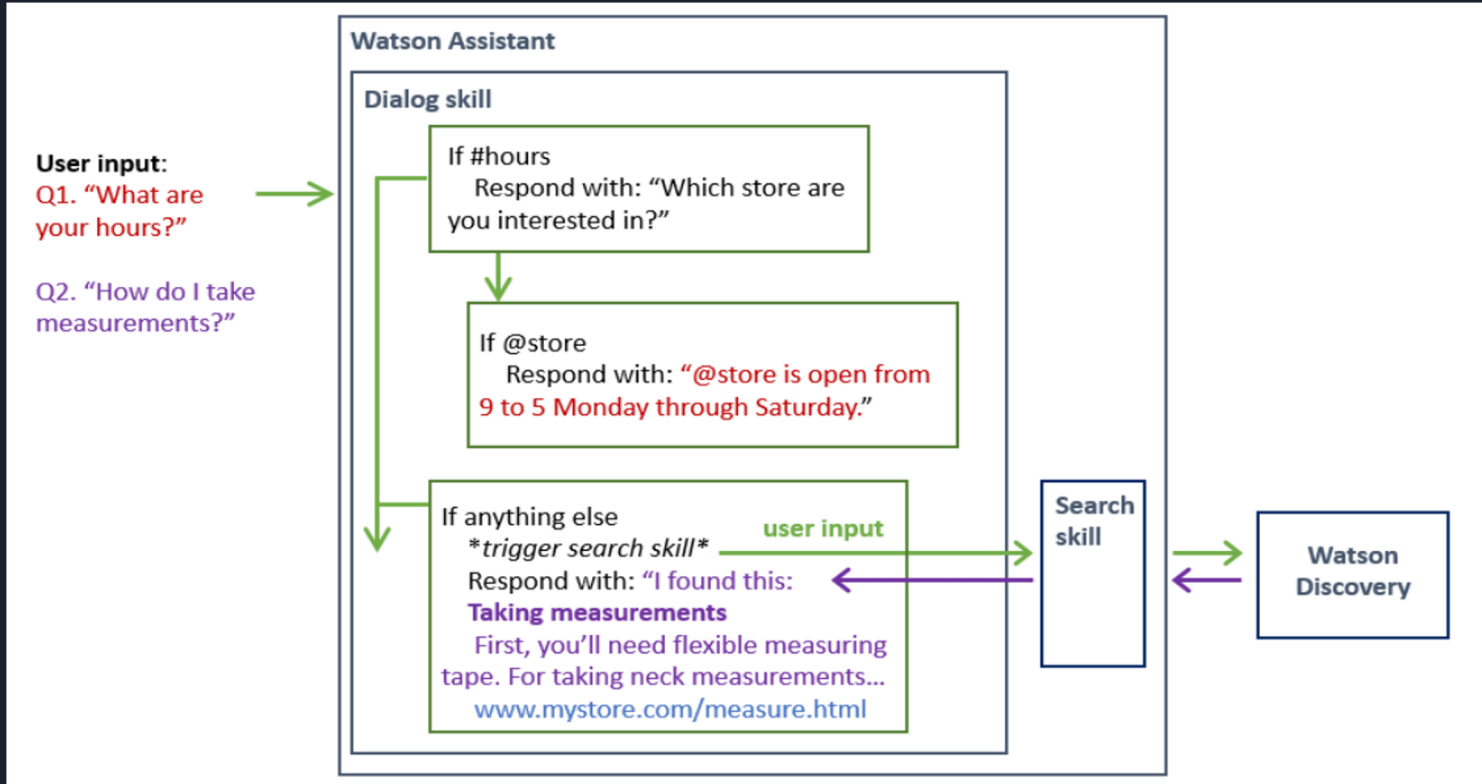 Watson Assistant
Dialog skill
User input:
Q1. “What are
your hours?”
Q2. “How do I take
measurements?”
If #hours
Respond with: “Which store are
you interested in?”
If @store
Respond with: “@store is open from
9 to 5 Monday through Saturday.”
If anything else
*trigger search skill*
Respond with: “I found this:
Taking measurements
First, you’ll need flexible measuring
tape. For taking neck measurements…
www.mystore.com/measure.html
user input
Search
skill
Watson
Discovery